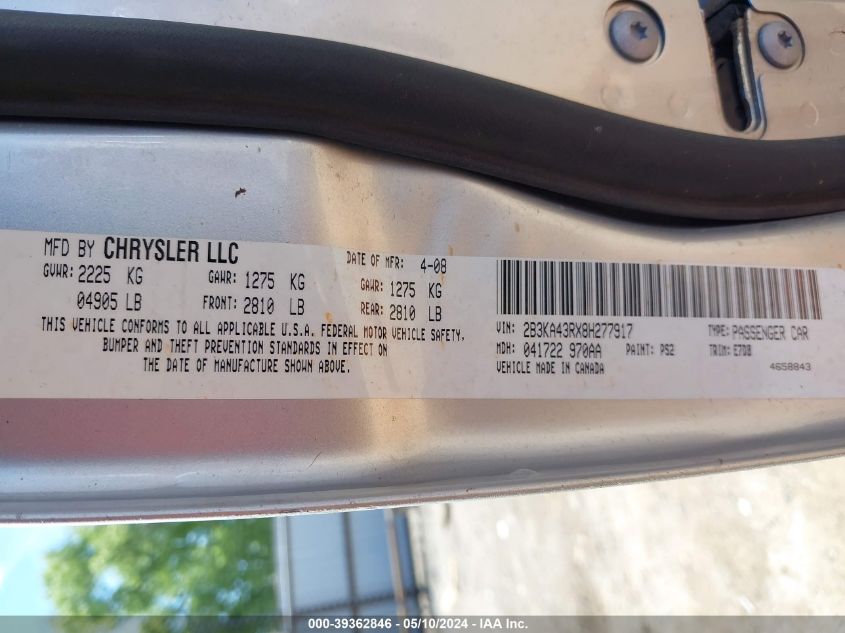 MFD BY CHRYSLER LLC
DATE OF MFR: 4-08
GVWR: 2225 KG
GAWR: 1275 KG
GAWR: 1275 KG
04905 LB
FRONT: 2810 LB
REAR: 2810 LB
THIS VEHICLE CONFORMS TO ALL APPLICABLE U.S.A. FEDERAL MOTOR VEHICLE SAFETY,
BUMPER AND THEFT PREVENTION STANDARDS IN EFFECT ON
THE DATE OF MANUFACTURE SHOWN ABOVE.
VIN: 2B3KA43RX8H277917
TYPE: PASSENGER CAR
MDH: 041722 970AA
PAINT: PS2
TRIM: E7D8
VEHICLE MADE IN CANADA
4658843
000-39362846 - 05/10/2024 - IAA Inc.